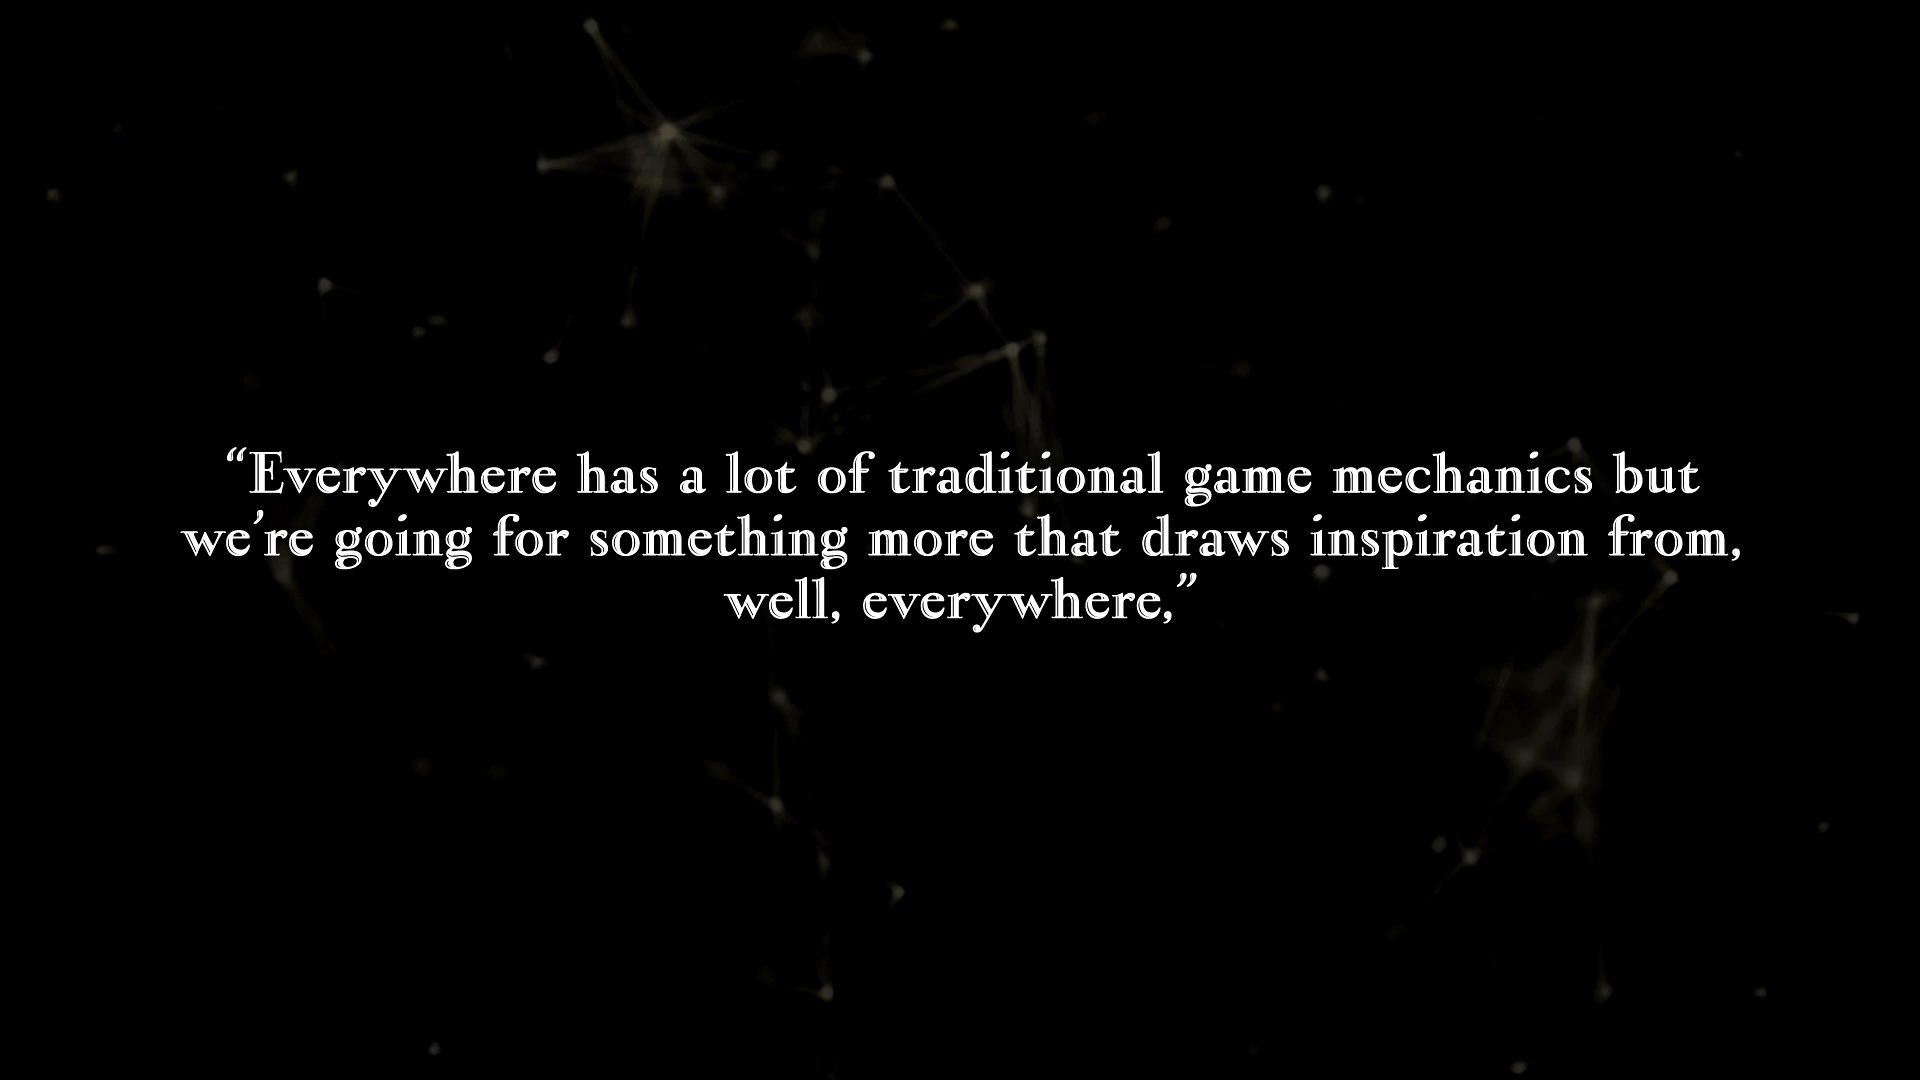 “Everywhere has a lot of traditional game mechanics but
we’re going for something more that draws inspiration from,
well, everywhere,”